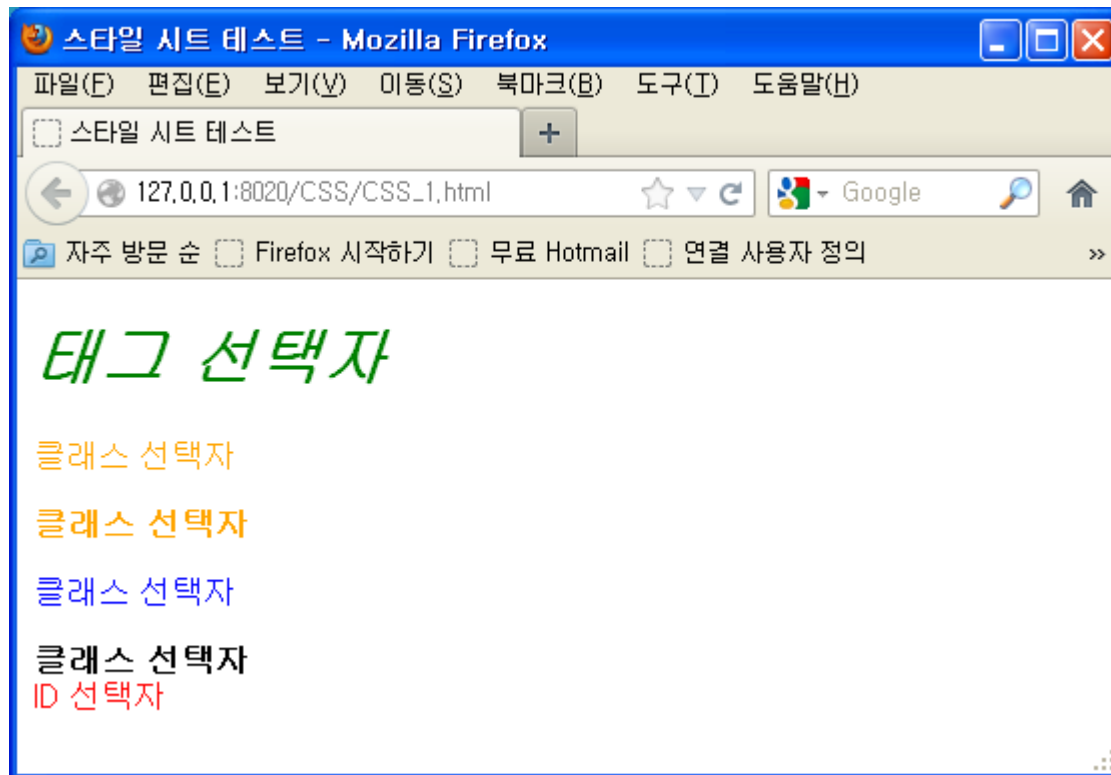 스타일 시트 테스트 - Mozilla Firefox
파일(F) 편집(E) 보기(V) 이동(S) 북마크(B) 도구(T) 도움말(H)
스타일 시트 테스트 +
127.0.0.1:8020/CSS/CSS_1.html Google
자주 방문 순 Firefox 시작하기 무료 Hotmail 연결 사용자 정의 »
태그 선택자
클래스 선택자
클래스 선택자
클래스 선택자
클래스 선택자
ID 선택자